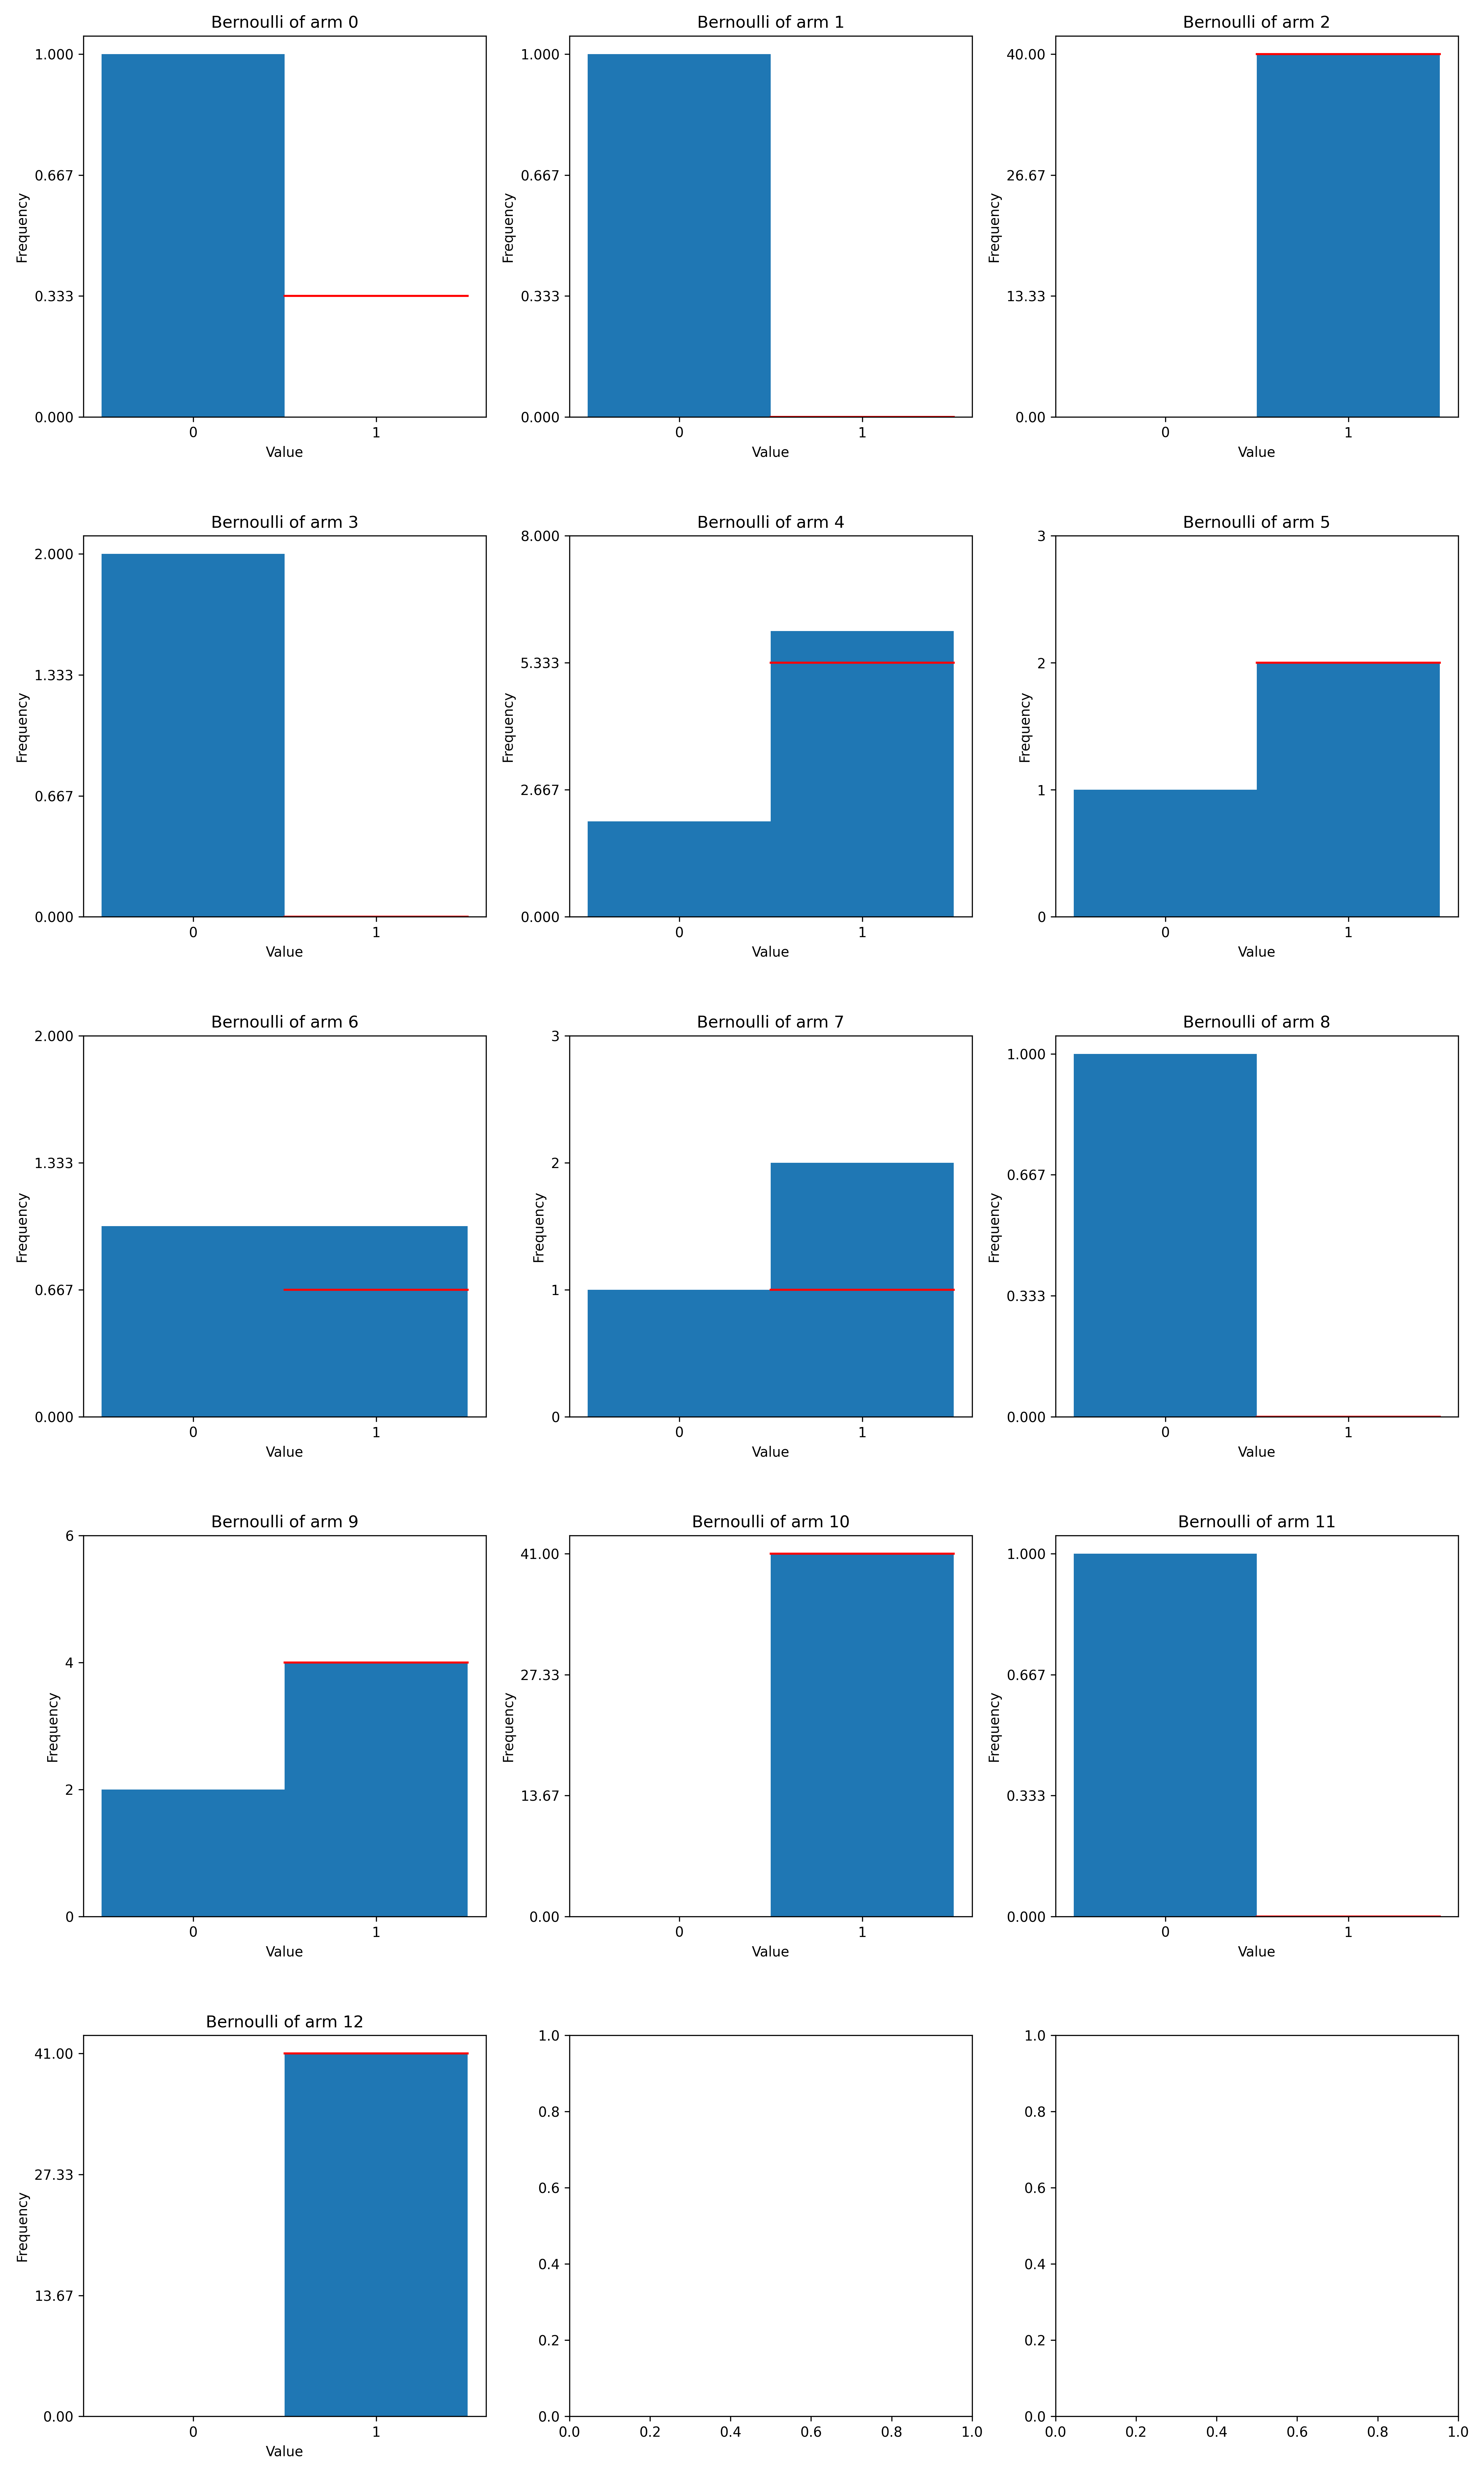 Bernoulli of arm 0
Frequency
1.000
0.667
0.333
0.000
0 1
Value
Bernoulli of arm 1
Frequency
1.000
0.667
0.333
0.000
0 1
Value
Bernoulli of arm 2
Frequency
40.00
26.67
13.33
0.00
0 1
Value
Bernoulli of arm 3
Frequency
2.000
1.333
0.667
0.000
0 1
Value
Bernoulli of arm 4
Frequency
8.000
5.333
2.667
0.000
0 1
Value
Bernoulli of arm 5
Frequency
3
2
1
0
0 1
Value
Bernoulli of arm 6
Frequency
2.000
1.333
0.667
0.000
0 1
Value
Bernoulli of arm 7
Frequency
3
2
1
0
0 1
Value
Bernoulli of arm 8
Frequency
1.000
0.667
0.333
0.000
0 1
Value
Bernoulli of arm 9
Frequency
6
4
2
0
0 1
Value
Bernoulli of arm 10
Frequency
41.00
27.33
13.67
0.00
0 1
Value
Bernoulli of arm 11
Frequency
1.000
0.667
0.333
0.000
0 1
Value
Bernoulli of arm 12
Frequency
41.00
27.33
13.67
0.00
0 1
Value
1.0
0.8
0.6
0.4
0.2
0.0
0.0 0.2 0.4 0.6 0.8 1.0
1.0
0.8
0.6
0.4
0.2
0.0
0.0 0.2 0.4 0.6 0.8 1.0